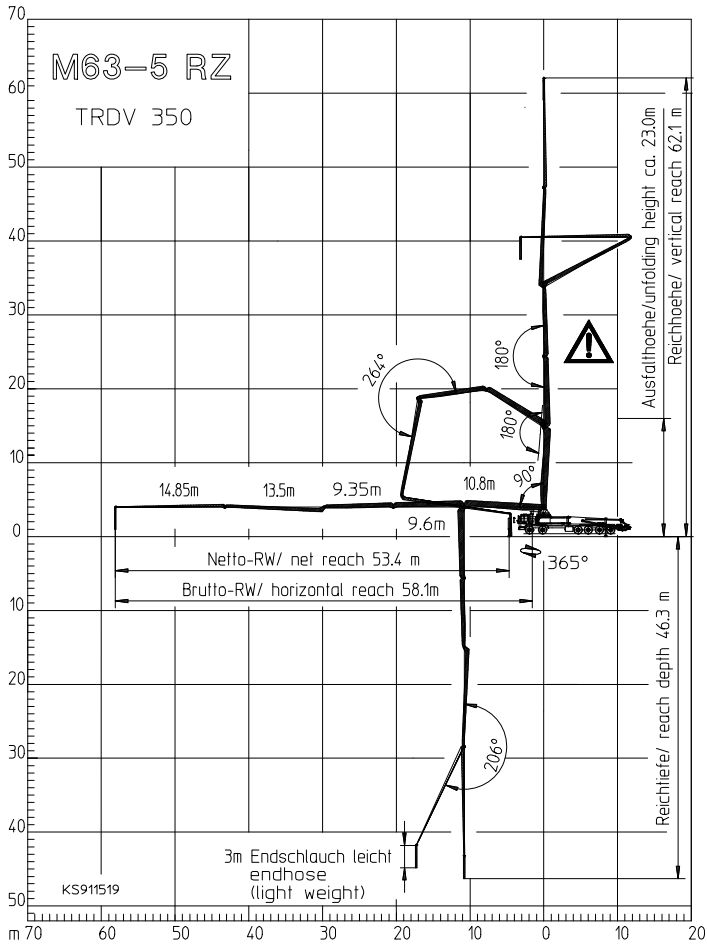 70
M63-5 RZ
TRDV 350
60
50
40
30
20
10
0
10
20
30
40
50
Ausfalthoehe/unfolding height ca. 23.0m
Reichhoehe/ vertical reach 62.1 m
180°
264°
180°
90°
14.85m
13.5m
9.35m
10.8m
9.6m
Netto-RW/ net reach 53.4 m
365°
Brutto-RW/ horizontal reach 58.1m
Reichtiefe/ reach depth 46.3 m
206°
3m Endschlauch leicht
endhose
(light weight)
KS911519
m 70 60 50 40 30 20 10 0 10 20